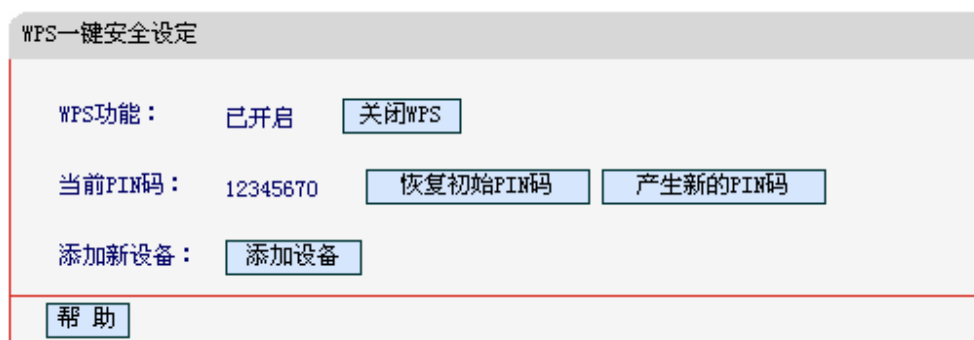 WPS一键安全设定
WPS功能： 已开启 关闭WPS
当前PIN码： 12345670 恢复初始PIN码 产生新的PIN码
添加新设备： 添加设备
帮 助